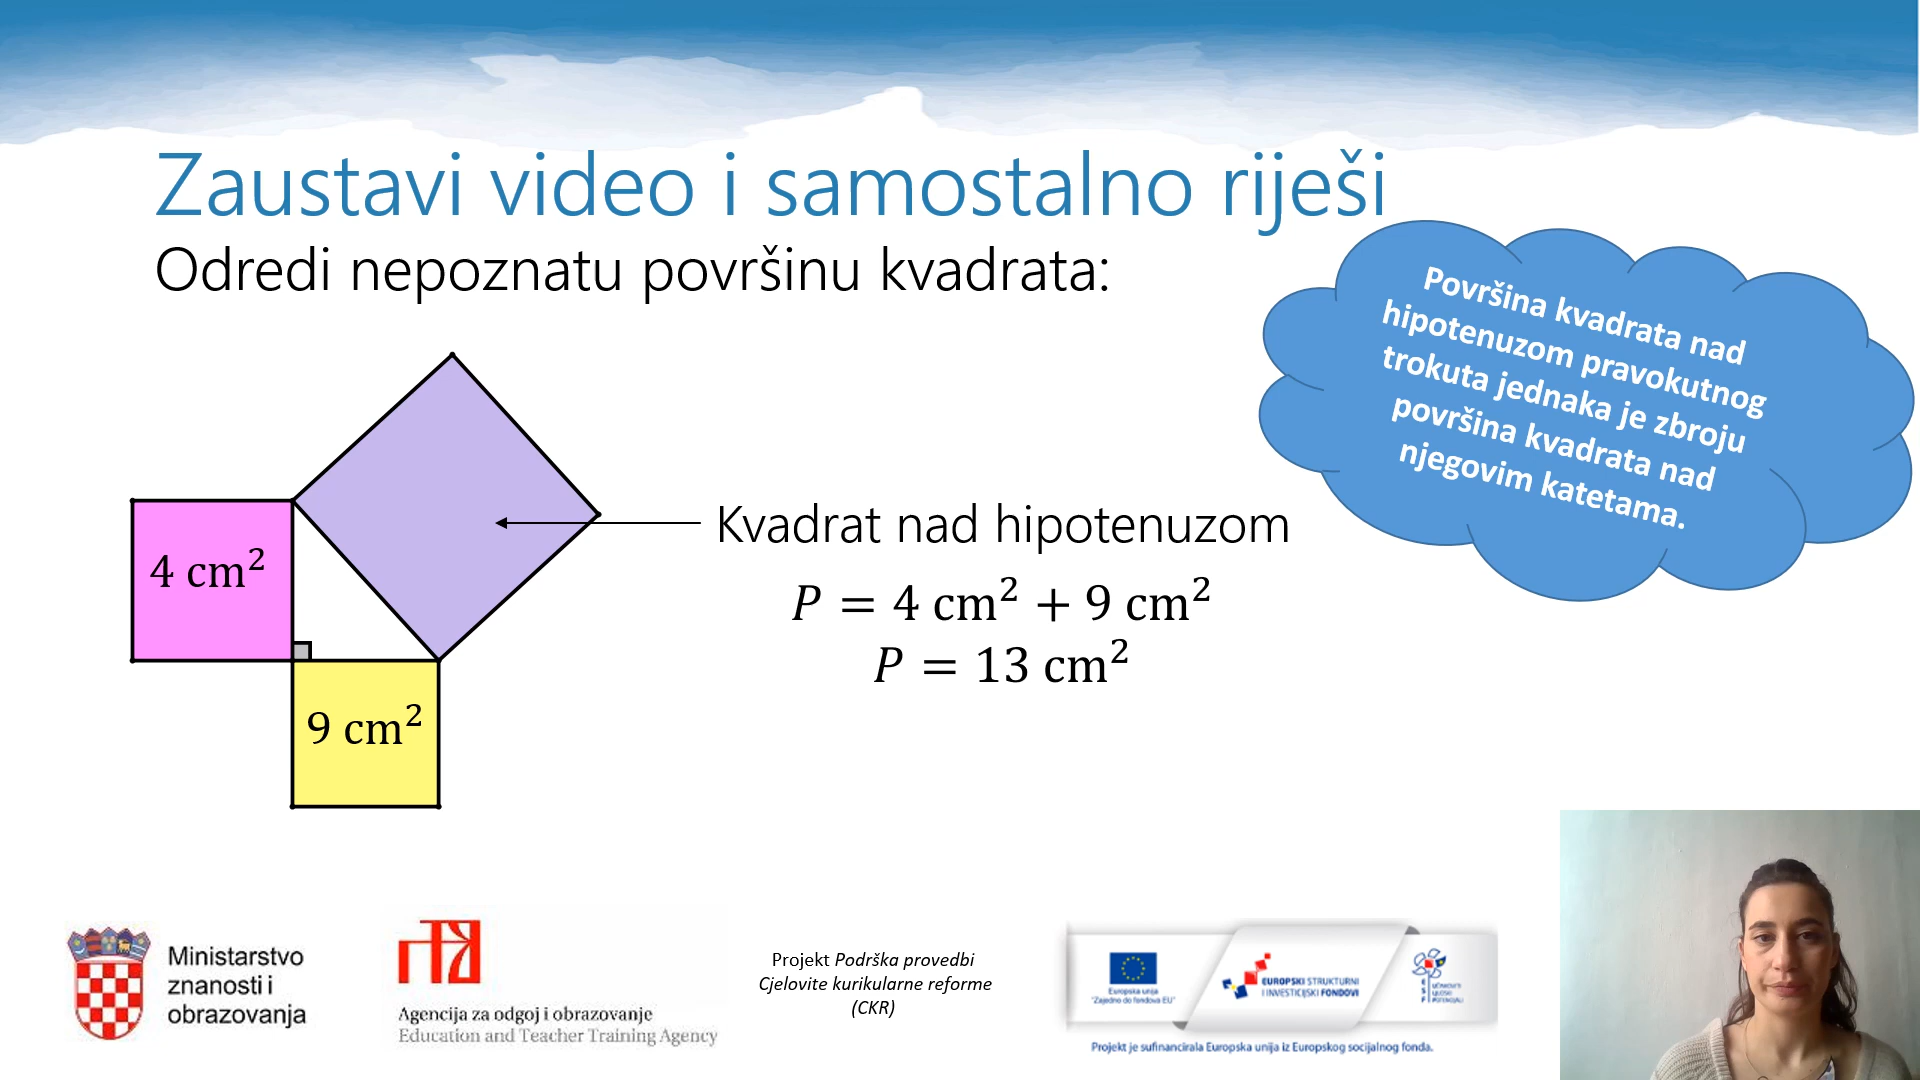 Zaustavi video i samostalno riješi
Odredi nepoznatu površinu kvadrata:
Površina kvadrata nad
hipotenuzom pravokutnog
trokuta jednaka je zbroju
površina kvadrata nad
njegovim katetama.
4 cm²
9 cm²
Kvadrat nad hipotenuzom
P = 4 cm² + 9 cm²
P = 13 cm²
Ministarstvo
znanosti i
obrazovanja
Agencija za odgoj i obrazovanje
Education and Teacher Training Agency
Projekt Podrška provedbi
Cjelovite kurikularne reforme
(CKR)
Europska unija
"Zajedno do fondova EU"
EUROPSKI STRUKTURNI
I INVESTICIJSKI FONDOVI
Projekt je sufinancirala Europska unija iz Europskog socijalnog fonda.